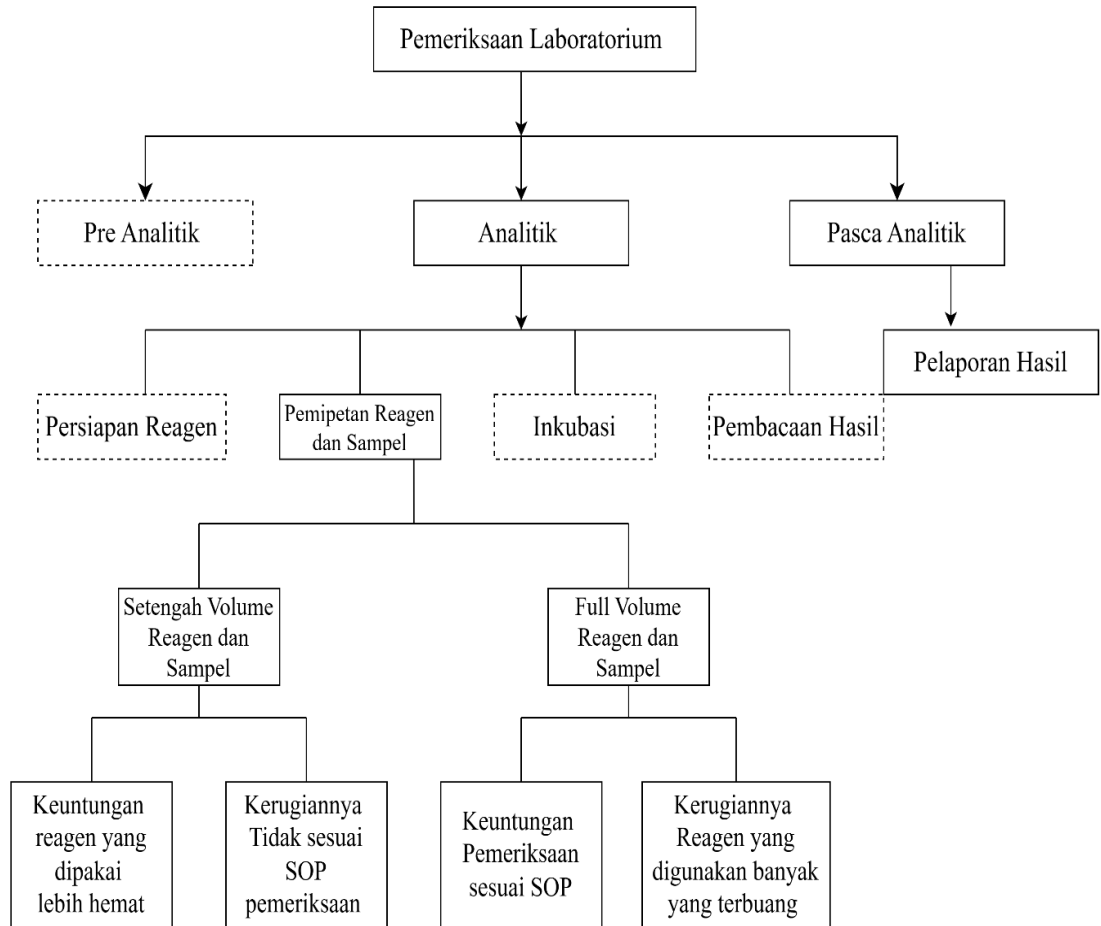 Pemeriksaan Laboratorium
Pre Analitik
Analitik
Pasca Analitik
Pelaporan Hasil
Persiapan Reagen
Pemipetan Reagen
dan Sampel
Inkubasi
Pembacaan Hasil
Setengah Volume
Reagen dan
Sampel
Full Volume
Reagen dan
Sampel
Keuntungan
reagen yang
dipakai
lebih hemat
Kerugiannya
Tidak sesuai
SOP
pemeriksaan
Keuntungan
Pemeriksaan
sesuai SOP
Kerugiannya
Reagen yang
digunakan banyak
yang terbuang